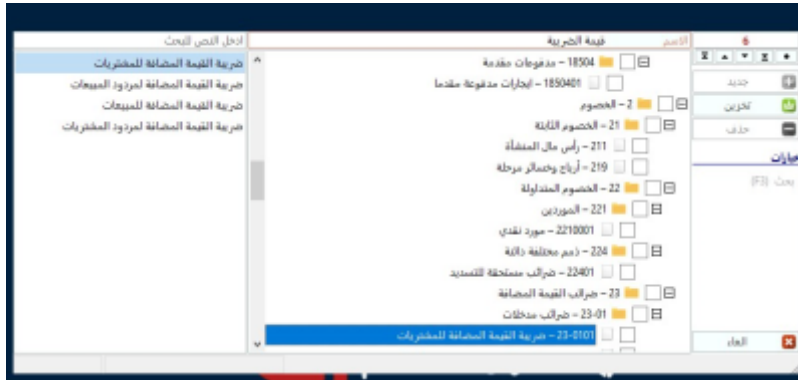 6
الاسم
قيمة الضريبة
ادخل النص للبحث
جديد
تخزين
حذف
خيارات
بحث (F3)
الغاء
18504 – مدفوعات مقدمة
1850401 – ايجارات مدفوعة مقدما
2 – الخصوم
21 – الخصوم الثابتة
211 – رأس مال المنشأة
219 – أرباح وخسائر مرحلة
22 – الخصوم المتداولة
221 – الموردين
2210001 – مورد نقدي
224 – ذمم مختلفة دائنة
22401 – ضرائب مستحقة للتسديد
23 – ضرائب القيمة المضافة
23-01 – ضرائب مدخلات
23-0101 – ضريبة القيمة المضافة للمشتريات
ضريبة القيمة المضافة للمشتريات
ضريبة القيمة المضافة لمردود المبيعات
ضريبة القيمة المضافة للمبيعات
ضريبة القيمة المضافة لمردود المشتريات